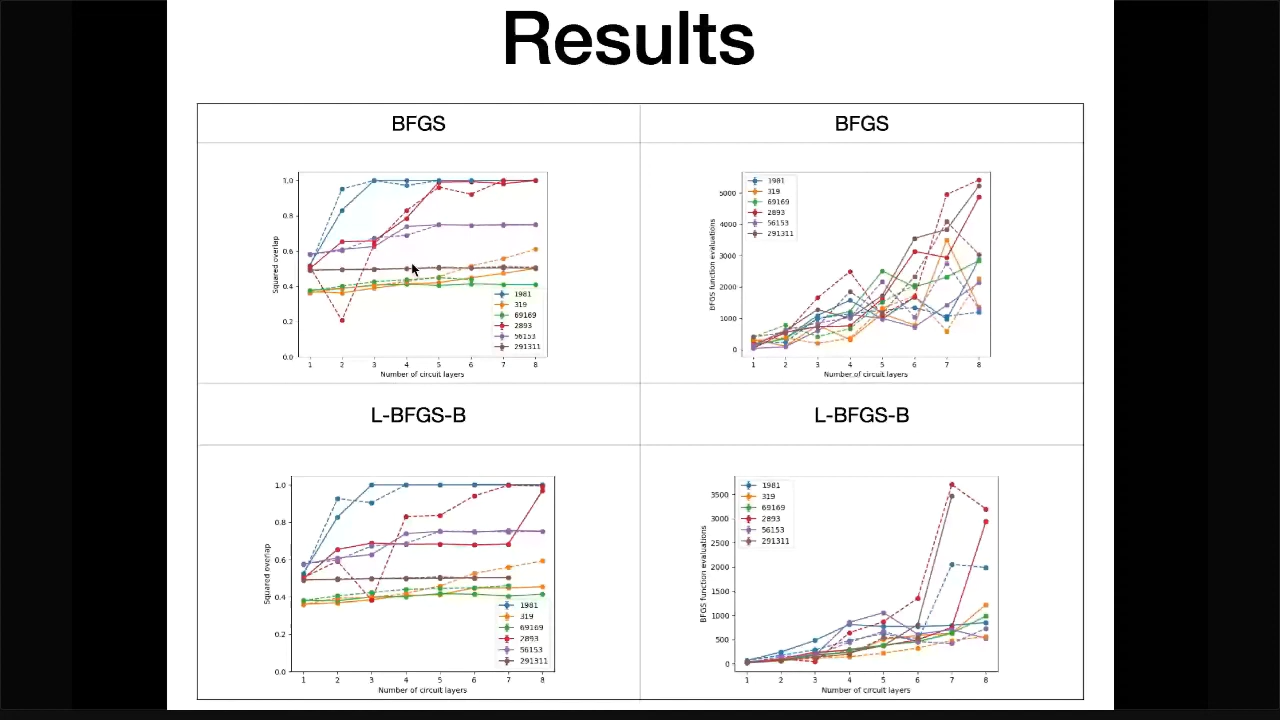 Results
BFGS
BFGS
1.0
0.8
0.6
0.4
0.2
0.0
Squared overlap
1981
319
69169
2893
56153
291311
1 2 3 4 5 6 7 8
Number of circuit layers
5000
4000
3000
2000
1000
0
BFGS function evaluations
1981
319
69169
2893
56153
291311
1 2 3 4 5 6 7 8
Number of circuit layers
L-BFGS-B
L-BFGS-B
1.0
0.8
0.6
0.4
0.2
0.0
Squared overlap
1981
319
69169
2893
56153
291311
1 2 3 4 5 6 7 8
Number of circuit layers
3500
3000
2500
2000
1500
1000
500
0
BFGS function evaluations
1981
319
69169
2893
56153
291311
1 2 3 4 5 6 7 8
Number of circuit layers